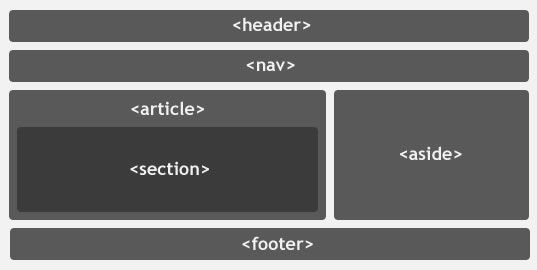 <header>
<nav>
<article>
<section>
<aside>
<footer>